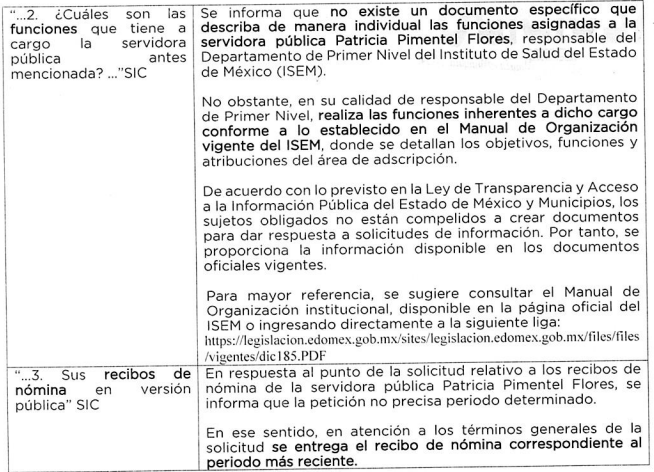 "...2. ¿Cuáles son las
funciones que tiene a
cargo la servidora
pública antes
mencionada? ..."SIC
Se informa que no existe un documento específico que
describa de manera individual las funciones asignadas a la
servidora pública Patricia Pimentel Flores, responsable del
Departamento de Primer Nivel del Instituto de Salud del Estado
de México (ISEM).
No obstante, en su calidad de responsable del Departamento
de Primer Nivel, realiza las funciones inherentes a dicho cargo
conforme a lo establecido en el Manual de Organización
vigente del ISEM, donde se detallan los objetivos, funciones y
atribuciones del área de adscripción.
De acuerdo con lo previsto en la Ley de Transparencia y Acceso
a la Información Pública del Estado de México y Municipios, los
sujetos obligados no están compelidos a crear documentos
para dar respuesta a solicitudes de información. Por tanto, se
proporciona la información disponible en los documentos
oficiales vigentes.
Para mayor referencia, se sugiere consultar el Manual de
Organización institucional, disponible en la página oficial del
ISEM o ingresando directamente a la siguiente liga:
https://legislacion.edomex.gob.mx/sites/legislacion.edomex.gob.mx/files/files
/vigentes/dic185.PDF
"...3. Sus recibos de
nómina en versión
pública" SIC
En respuesta al punto de la solicitud relativo a los recibos de
nómina de la servidora pública Patricia Pimentel Flores, se
informa que la petición no precisa periodo determinado.
En ese sentido, en atención a los términos generales de la
solicitud se entrega el recibo de nómina correspondiente al
periodo más reciente.